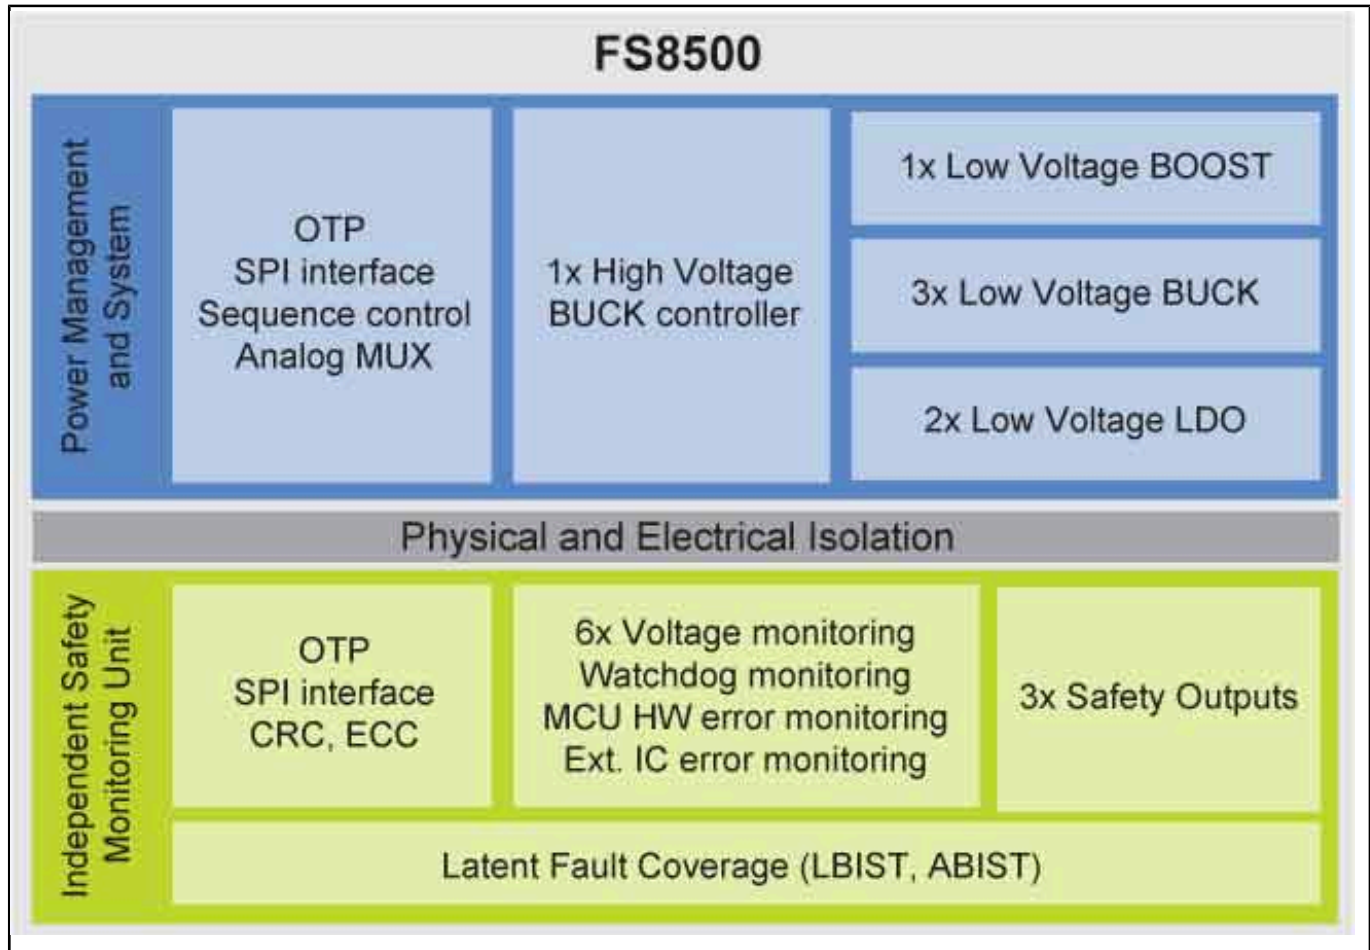 FS8500
Power Management
and System
OTP
SPI interface
Sequence control
Analog MUX
1x High Voltage
BUCK controller
1x Low Voltage BOOST
3x Low Voltage BUCK
2x Low Voltage LDO
Physical and Electrical Isolation
Independent Safety
Monitoring Unit
OTP
SPI interface
CRC, ECC
6x Voltage monitoring
Watchdog monitoring
MCU HW error monitoring
Ext. IC error monitoring
3x Safety Outputs
Latent Fault Coverage (LBIST, ABIST)